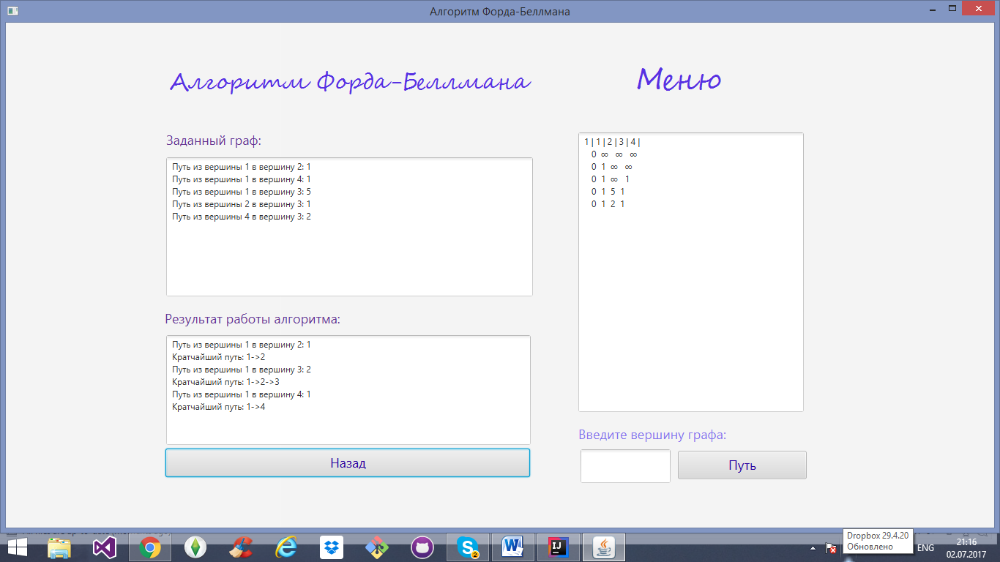 Алгоритм Форда-Беллмана
Алгоритм Форда-Беллмана
Меню
Заданный граф:
Путь из вершины 1 в вершину 2: 1
Путь из вершины 1 в вершину 4: 1
Путь из вершины 1 в вершину 3: 5
Путь из вершины 2 в вершину 3: 1
Путь из вершины 4 в вершину 3: 2
Результат работы алгоритма:
Путь из вершины 1 в вершину 2: 1
Кратчайший путь: 1->2
Путь из вершины 1 в вершину 3: 2
Кратчайший путь: 1->2->3
Путь из вершины 1 в вершину 4: 1
Кратчайший путь: 1->4
Назад
1 | 1 | 2 | 3 | 4 |
0 ∞ ∞ ∞
0 1 ∞ ∞
0 1 ∞ 1
0 1 5 1
0 1 2 1
Введите вершину графа:
Путь
Dropbox 29.4.20
Обновлено
ENG
21:16
02.07.2017